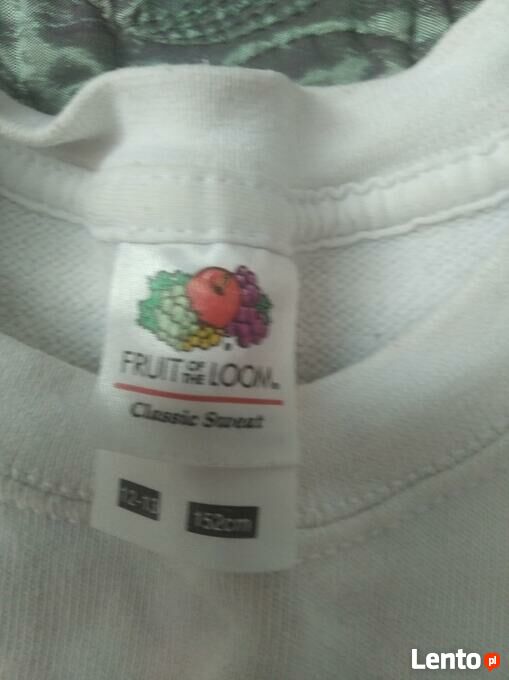 FRUIT OF THE LOOM®
Classic Sweat
12-13 152cm
Lento.pl